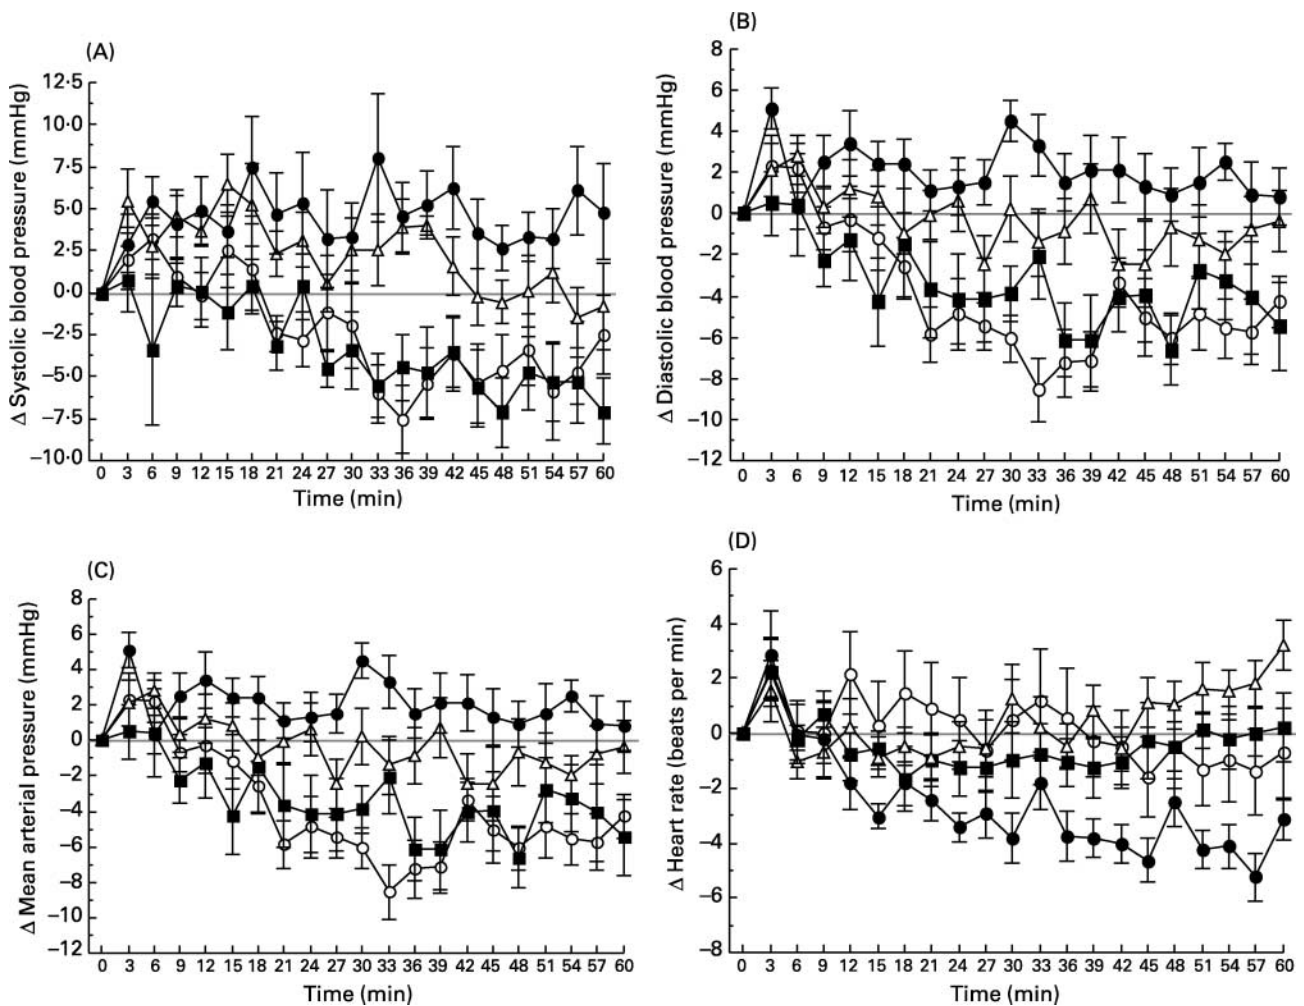 (A)
Δ Systolic blood pressure (mmHg)
12·5
10·0
7·5
5·0
2·5
0·0
−2·5
−5·0
−7·5
−10·0
0 3 6 9 12 15 18 21 24 27 30 33 36 39 42 45 48 51 54 57 60
Time (min)
(B)
Δ Diastolic blood pressure (mmHg)
8
6
4
2
0
−2
−4
−6
−8
−10
−12
0 3 6 9 12 15 18 21 24 27 30 33 36 39 42 45 48 51 54 57 60
Time (min)
(C)
Δ Mean arterial pressure (mmHg)
8
6
4
2
0
−2
−4
−6
−8
−10
−12
0 3 6 9 12 15 18 21 24 27 30 33 36 39 42 45 48 51 54 57 60
Time (min)
(D)
Δ Heart rate (beats per min)
6
4
2
0
−2
−4
−6
−8
0 3 6 9 12 15 18 21 24 27 30 33 36 39 42 45 48 51 54 57 60
Time (min)